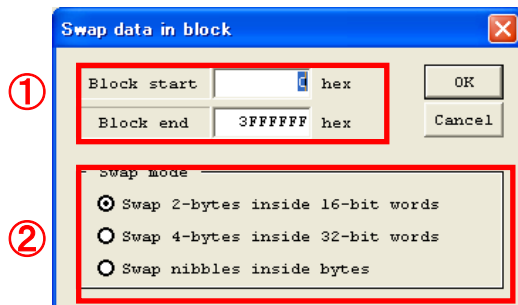 Swap data in block
① Block start 0 hex
OK
Block end 3FFFFFF hex
Cancel
② Swap mode
Swap 2-bytes inside 16-bit words
Swap 4-bytes inside 32-bit words
Swap nibbles inside bytes